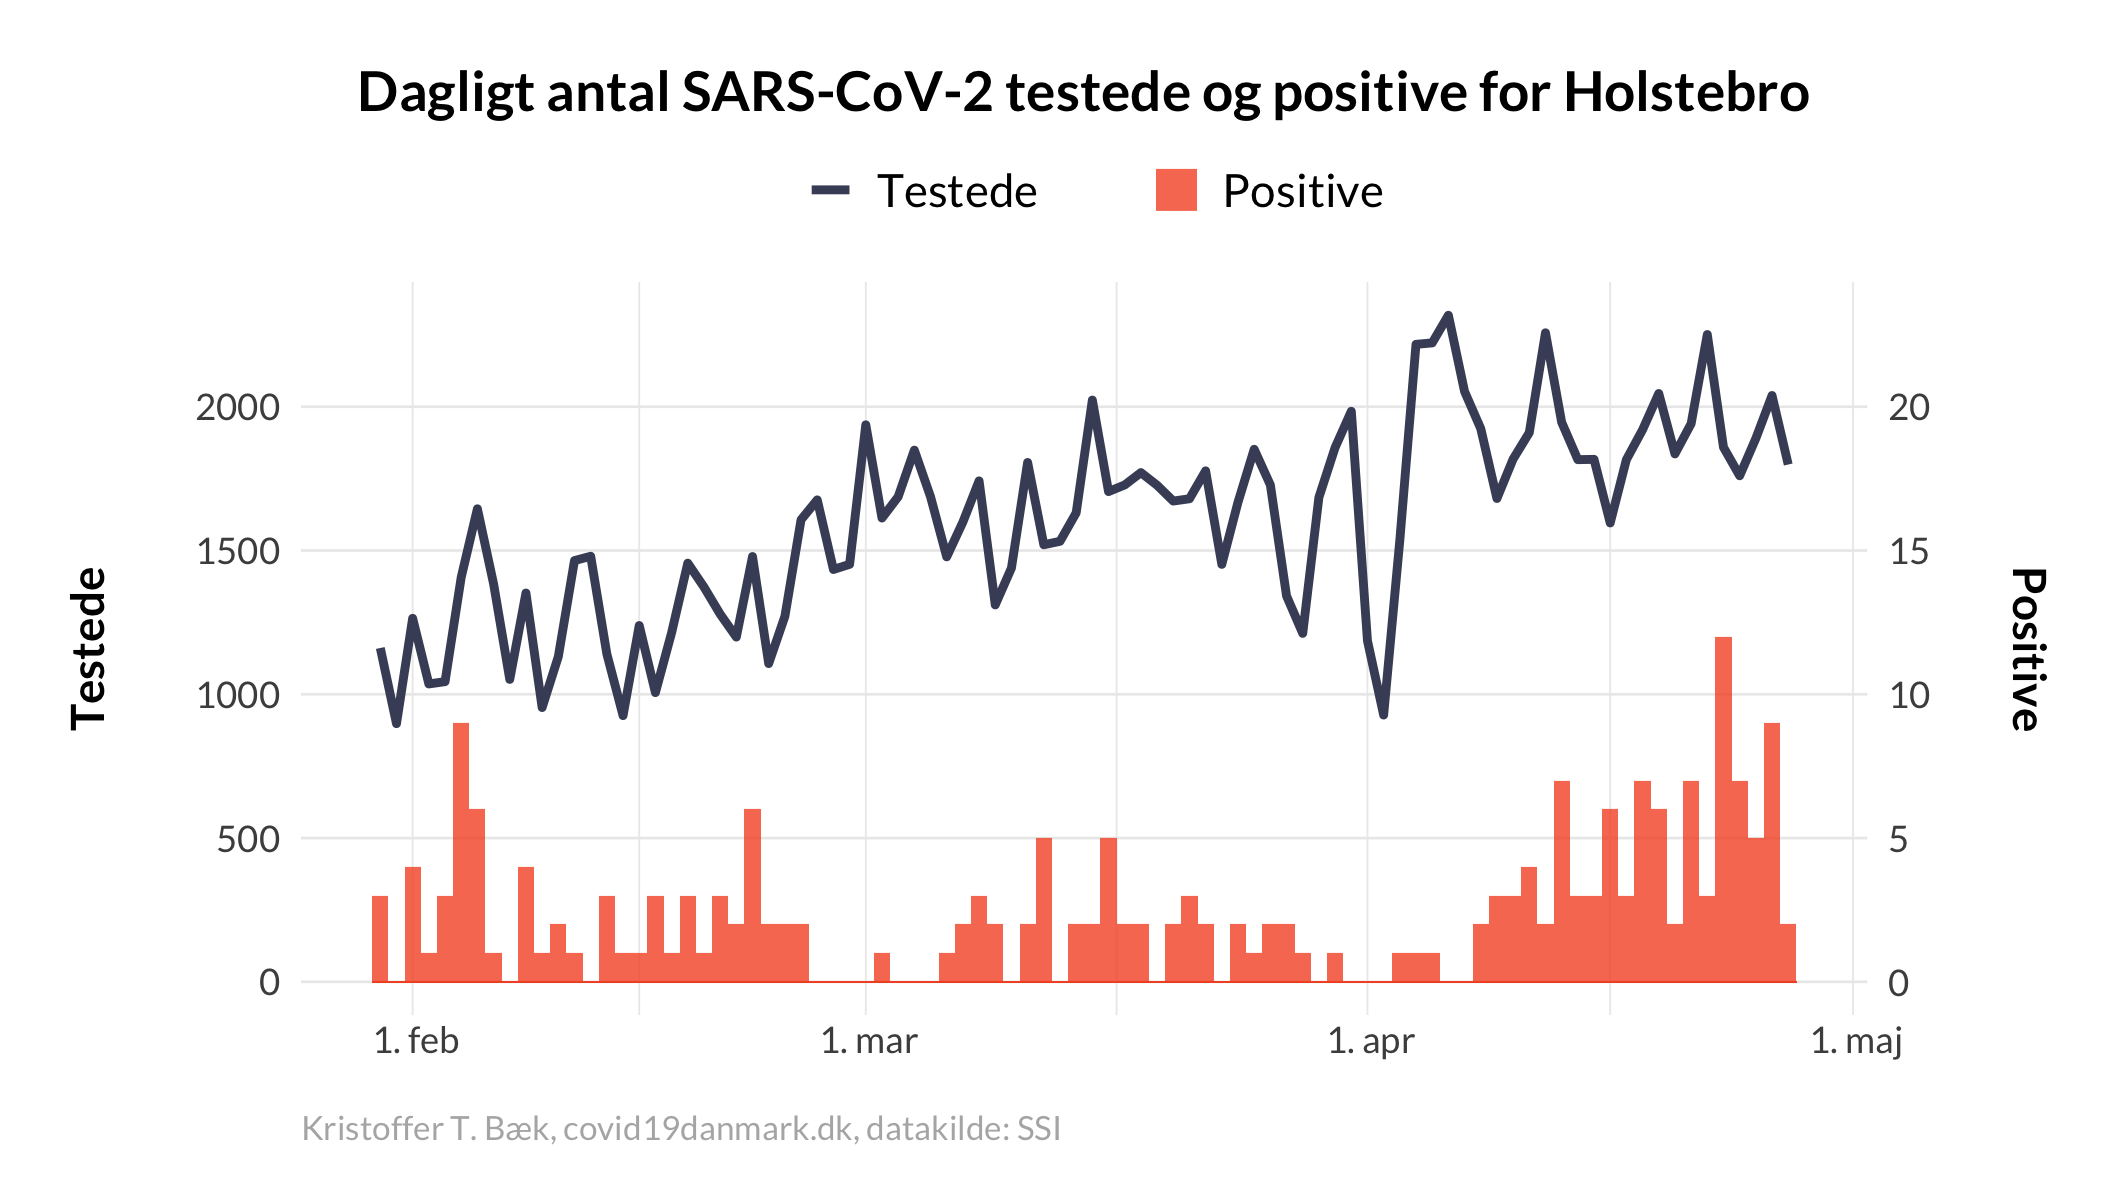 Dagligt antal SARS-CoV-2 testede og positive for Holstebro
Testede
Positive
2000
1500
1000
500
0
20
15
10
5
0
Testede
Positive
1. feb
1. mar
1. apr
1. maj
Kristoffer T. Bæk, covid19danmark.dk, datakilde: SSI